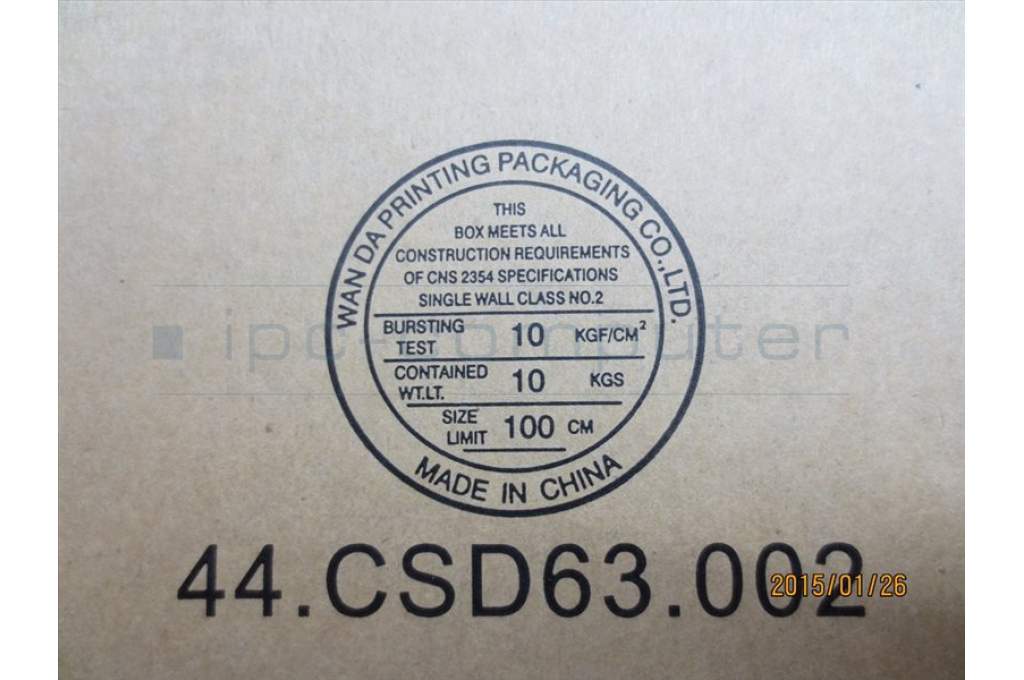 WAN DA PRINTING PACKAGING CO.,LTD.
THIS
BOX MEETS ALL
CONSTRUCTION REQUIREMENTS
OF CNS 2354 SPECIFICATIONS
SINGLE WALL CLASS NO.2
BURSTING TEST 10 KGF/CM²
CONTAINED WT.LT. 10 KGS
SIZE LIMIT 100 CM
MADE IN CHINA
ipc-computer
44.CSD63.002
2015/01/26